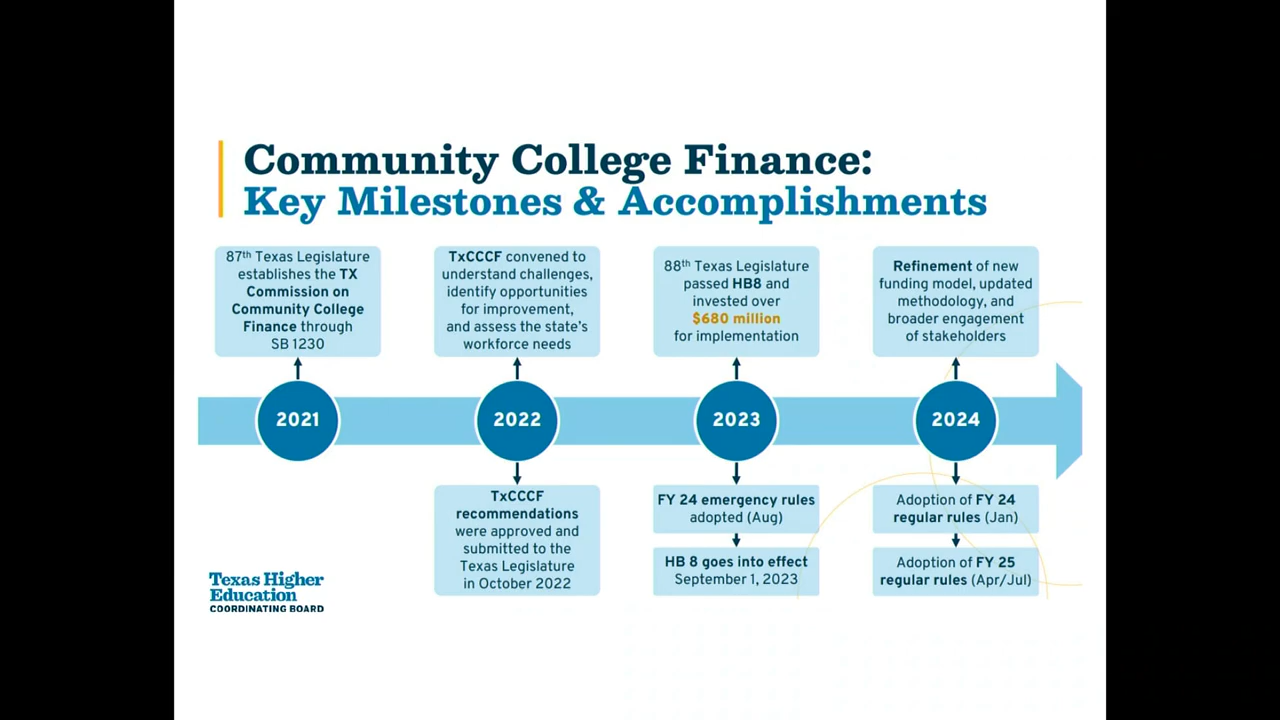 Community College Finance:
Key Milestones & Accomplishments
87th Texas Legislature
establishes the TX
Commission on
Community College
Finance through
SB 1230
TxCCCF convened to
understand challenges,
identify opportunities
for improvement,
and assess the state's
workforce needs
88th Texas Legislature
passed HB8 and
invested over
$680 million
for implementation
Refinement of new
funding model, updated
methodology, and
broader engagement
of stakeholders
2021
2022
2023
2024
TxCCCF
recommendations
were approved and
submitted to the
Texas Legislature
in October 2022
FY 24 emergency rules
adopted (Aug)
HB 8 goes into effect
September 1, 2023
Adoption of FY 24
regular rules (Jan)
Adoption of FY 25
regular rules (Apr/Jul)
Texas Higher
Education
COORDINATING BOARD